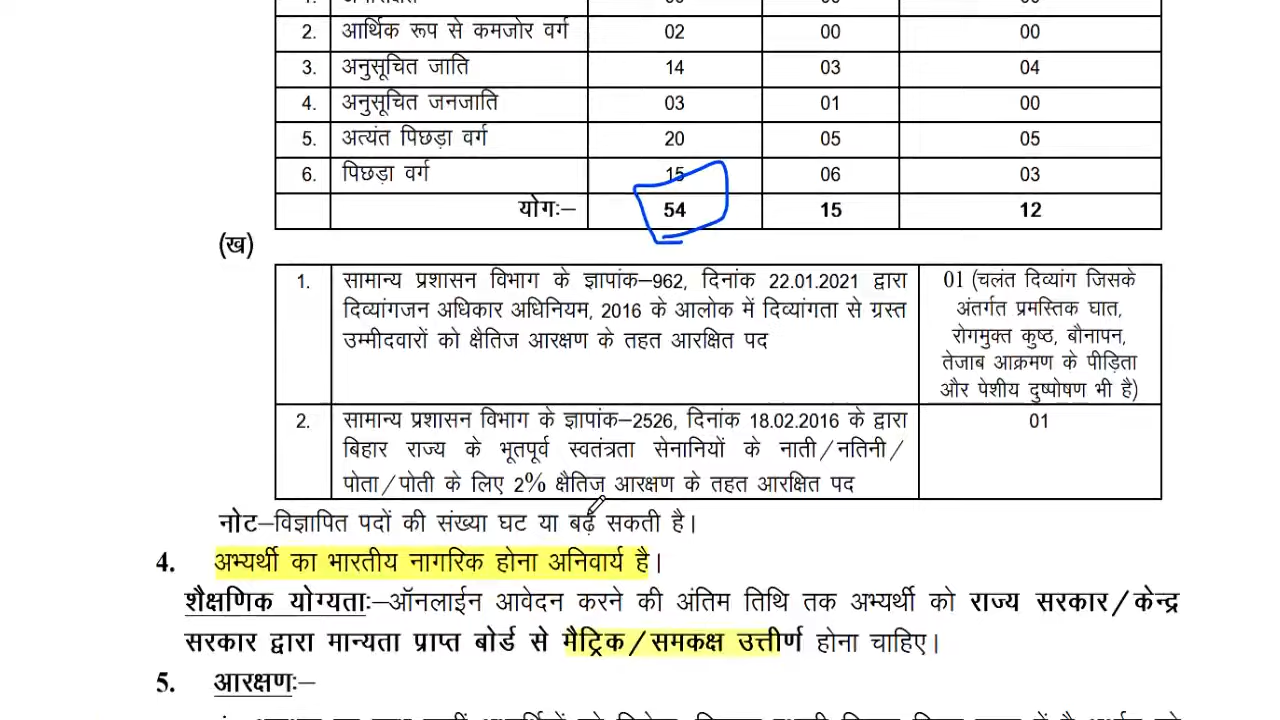 2. आर्थिक रूप से कमजोर वर्ग 02 00 00
3. अनुसूचित जाति 14 03 04
4. अनुसूचित जनजाति 03 01 00
5. अत्यंत पिछड़ा वर्ग 20 05 05
6. पिछड़ा वर्ग 15 06 03
योगः– 54 15 12
(ख)
1. सामान्य प्रशासन विभाग के ज्ञापांक–962, दिनांक 22.01.2021 द्वारा
दिव्यांगजन अधिकार अधिनियम, 2016 के आलोक में दिव्यांगता से ग्रस्त
उम्मीदवारों को क्षैतिज आरक्षण के तहत आरक्षित पद
01 (चलंत दिव्यांग जिसके
अंतर्गत प्रमस्तिक घात,
रोगमुक्त कुष्ठ, बौनापन,
तेजाब आक्रमण के पीड़िता
और पेशीय दुष्पोषण भी है)
2. सामान्य प्रशासन विभाग के ज्ञापांक–2526, दिनांक 18.02.2016 के द्वारा
बिहार राज्य के भूतपूर्व स्वतंत्रता सेनानियों के नाती/नतिनी/
पोता/पोती के लिए 2% क्षैतिज आरक्षण के तहत आरक्षित पद
01
नोट–विज्ञापित पदों की संख्या घट या बढ़ सकती है।
4. अभ्यर्थी का भारतीय नागरिक होना अनिवार्य है।
शैक्षणिक योग्यताः–ऑनलाईन आवेदन करने की अंतिम तिथि तक अभ्यर्थी को राज्य सरकार/केन्द्र
सरकार द्वारा मान्यता प्राप्त बोर्ड से मैट्रिक/समकक्ष उत्तीर्ण होना चाहिए।
5. आरक्षणः–